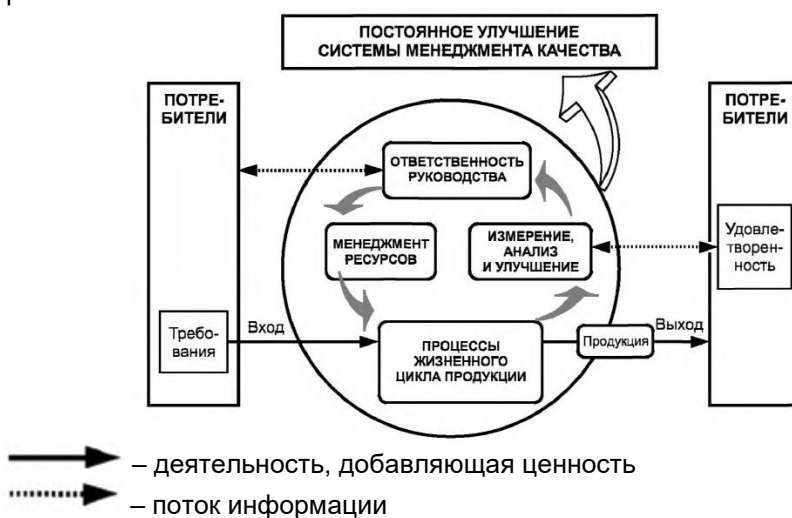 ПОСТОЯННОЕ УЛУЧШЕНИЕ
СИСТЕМЫ МЕНЕДЖМЕНТА КАЧЕСТВА
ПОТРЕ-
БИТЕЛИ
ПОТРЕ-
БИТЕЛИ
ОТВЕТСТВЕННОСТЬ
РУКОВОДСТВА
МЕНЕДЖМЕНТ
РЕСУРСОВ
ИЗМЕРЕНИЕ,
АНАЛИЗ
И УЛУЧШЕНИЕ
Удовле-
творен-
ность
Требо-
вания
Вход
ПРОЦЕССЫ
ЖИЗНЕННОГО
ЦИКЛА ПРОДУКЦИИ
Продукция
Выход
– деятельность, добавляющая ценность
– поток информации